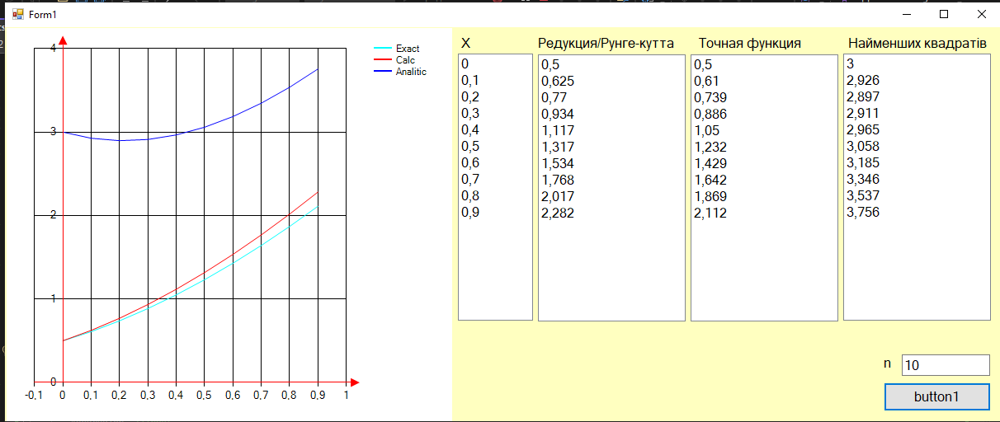 Form1
4
3
2
1
0
-0,1 0 0,1 0,2 0,3 0,4 0,5 0,6 0,7 0,8 0,9 1
Exact
Calc
Analitic
X Редукция/Рунге-кутта Точная функция Найменших квадратів
0 0,5 0,5 3
0,1 0,625 0,61 2,926
0,2 0,77 0,739 2,897
0,3 0,934 0,886 2,911
0,4 1,117 1,05 2,965
0,5 1,317 1,232 3,058
0,6 1,534 1,429 3,185
0,7 1,768 1,642 3,346
0,8 2,017 1,869 3,537
0,9 2,282 2,112 3,756
n 10
button1